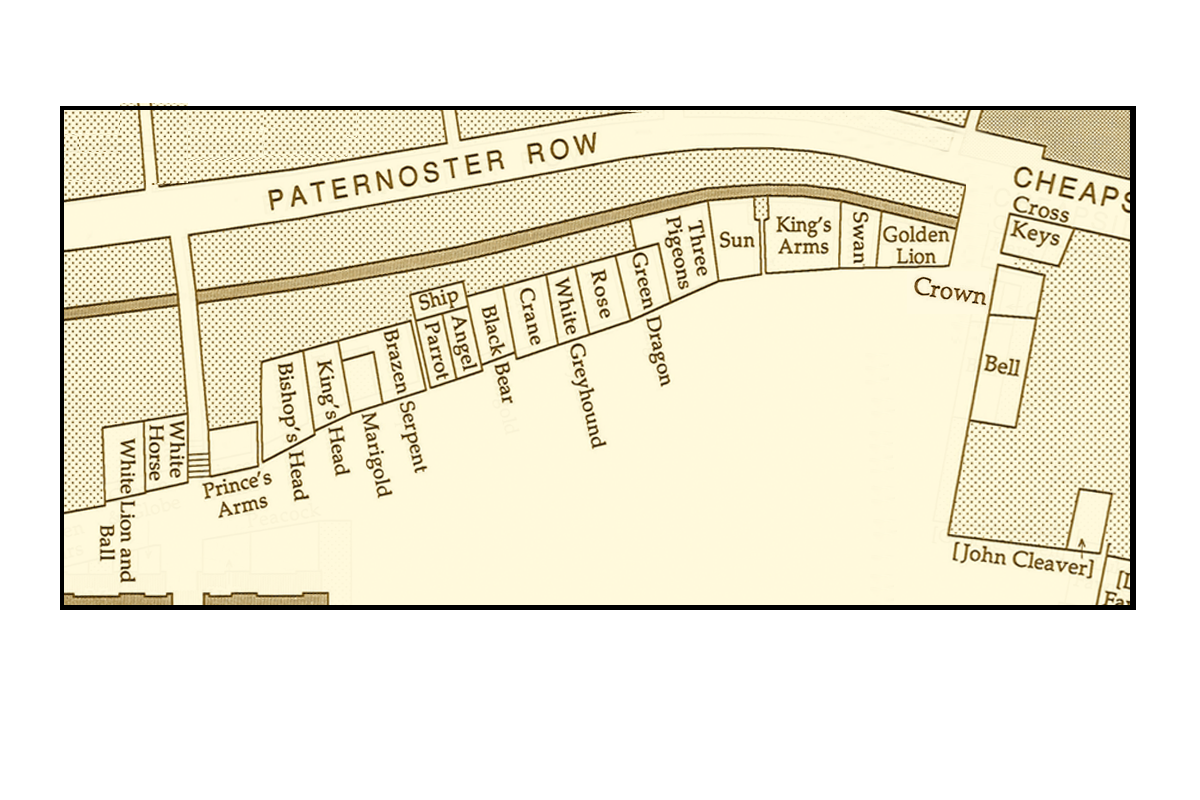 PATERNOSTER ROW
CHEAPS
Cross
Keys
Three
Pigeons
Sun
King's
Arms
Swan
Golden
Lion
Crown
Bell
Green Dragon
Rose
White Greyhound
Crane
Black Bear
Ship
Angel
Parrot
Brazen Serpent
Marigold
King's Head
Bishop's Head
Prince's
Arms
White
Horse
White Lion and
Ball
[John Cleaver]